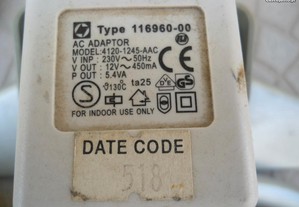 Type 116960-00
AC ADAPTOR
MODEL:4120-1245-AAC
V INP : 230V~50Hz
V OUT : 12V~450mA
P OUT : 5.4VA
S 130°C ta25
FOR INDOOR USE ONLY
DATE CODE
518